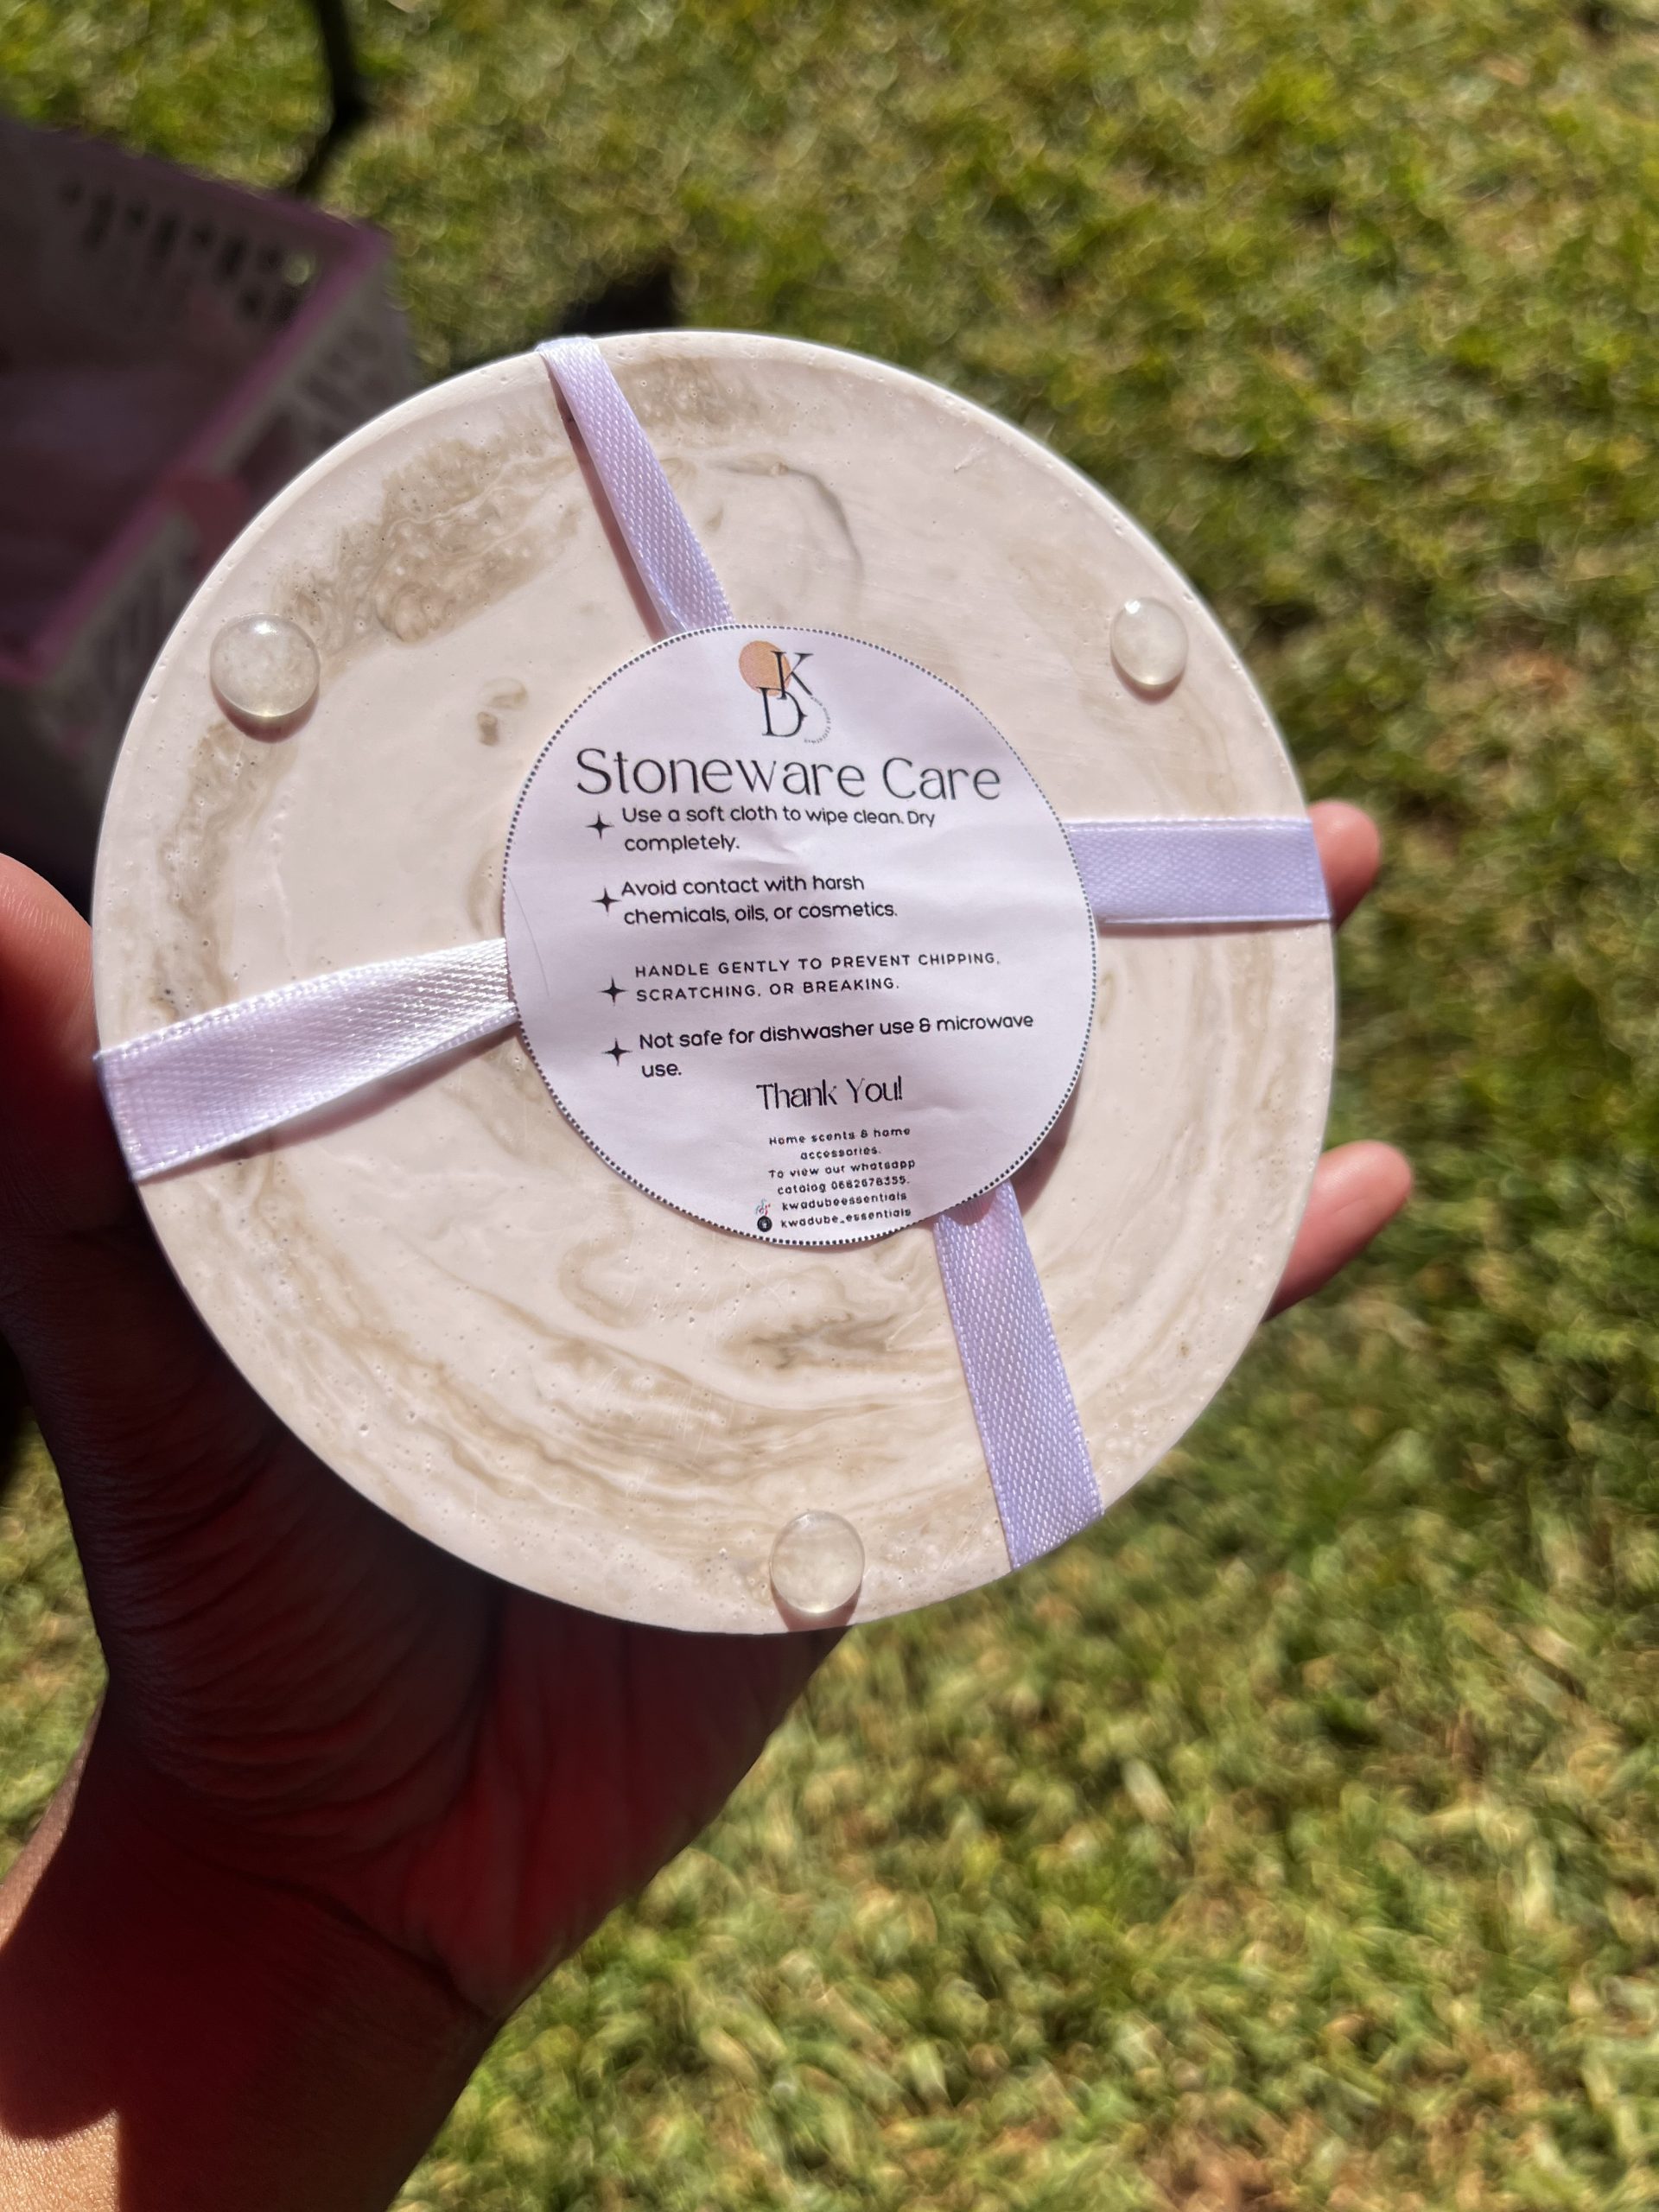 KD
Stoneware Care
Use a soft cloth to wipe clean. Dry
completely.
Avoid contact with harsh
chemicals, oils, or cosmetics.
HANDLE GENTLY TO PREVENT CHIPPING,
SCRATCHING, OR BREAKING.
Not safe for dishwasher use & microwave
use.
Thank You!
Home scents & home
accessories.
To view our whatsapp
catalog 0682678355.
kwadubeessentials
kwadube_essentials